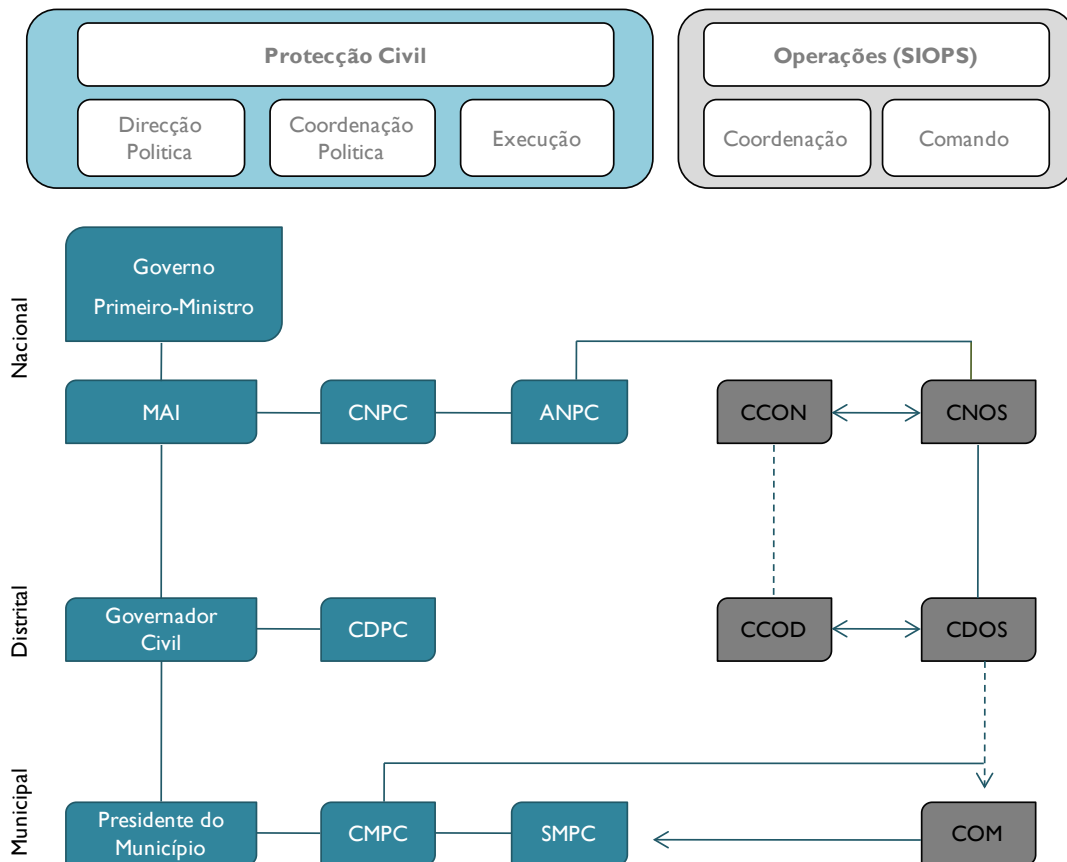 Protecção Civil
Operações (SIOPS)
Direcção
Politica
Coordenação
Politica
Execução
Coordenação
Comando
Nacional
Governo
Primeiro-Ministro
MAI
CNPC
ANPC
CCON
CNOS
Distrital
Governador
Civil
CDPC
CCOD
CDOS
Municipal
Presidente do
Município
CMPC
SMPC
COM